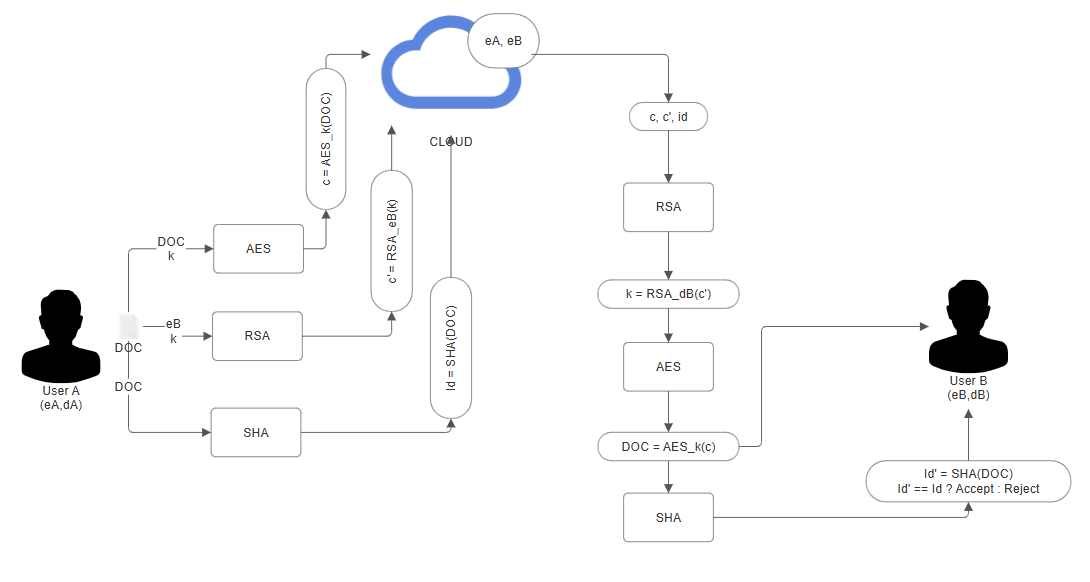 eA, eB
c = AES_k(DOC)
CLOUD
c, c', id
c' = RSA_eB(k)
RSA
DOC
k
AES
Id = SHA(DOC)
k = RSA_dB(c')
eB
k
RSA
DOC
AES
User A
(eA,dA)
DOC
User B
(eB,dB)
SHA
DOC = AES_k(c)
Id' = SHA(DOC)
Id' == Id ? Accept : Reject
SHA